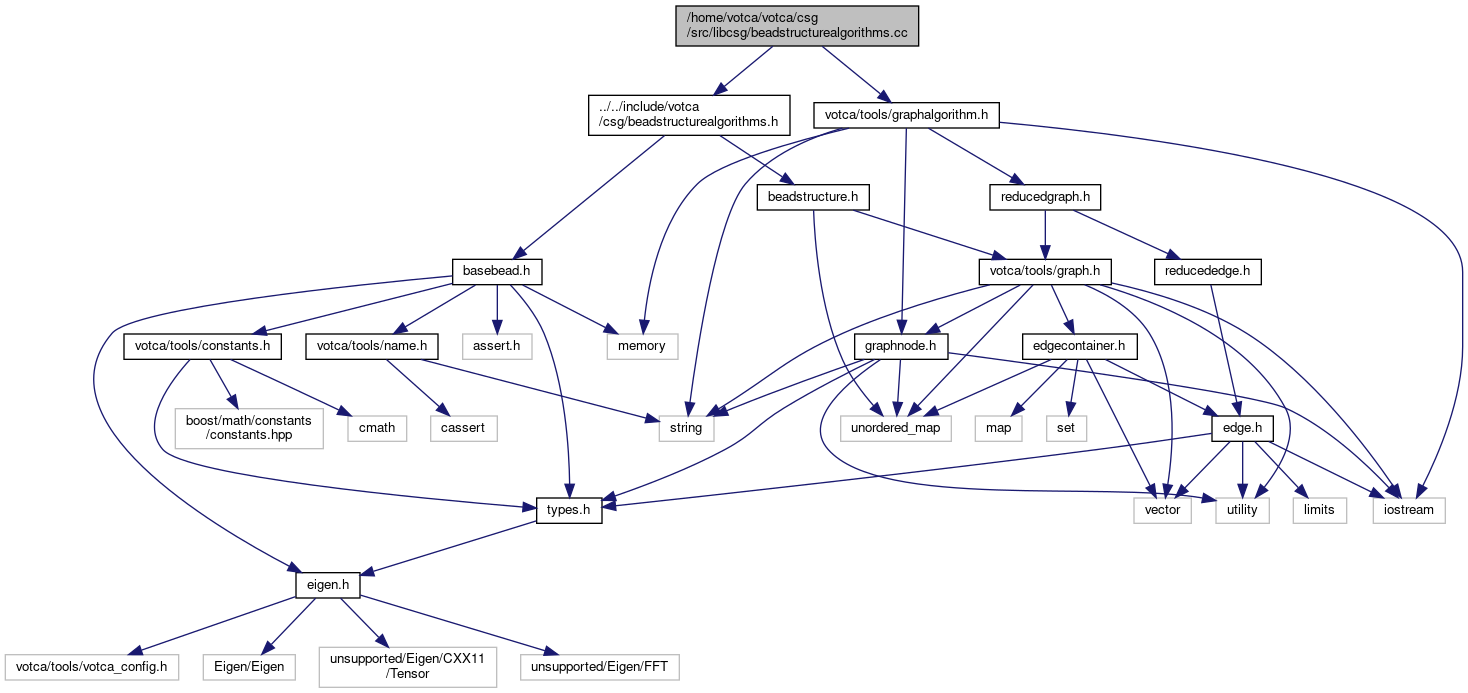 /home/votca/votca/csg
/src/libcsg/beadstructurealgorithms.cc
../../include/votca
/csg/beadstructurealgorithms.h
votca/tools/graphalgorithm.h
beadstructure.h
reducedgraph.h
basebead.h
votca/tools/graph.h
reducededge.h
votca/tools/constants.h
votca/tools/name.h
assert.h
memory
graphnode.h
edgecontainer.h
boost/math/constants
/constants.hpp
cmath
cassert
string
unordered_map
map
set
edge.h
types.h
vector
utility
limits
iostream
eigen.h
votca/tools/votca_config.h
Eigen/Eigen
unsupported/Eigen/CXX11
/Tensor
unsupported/Eigen/FFT